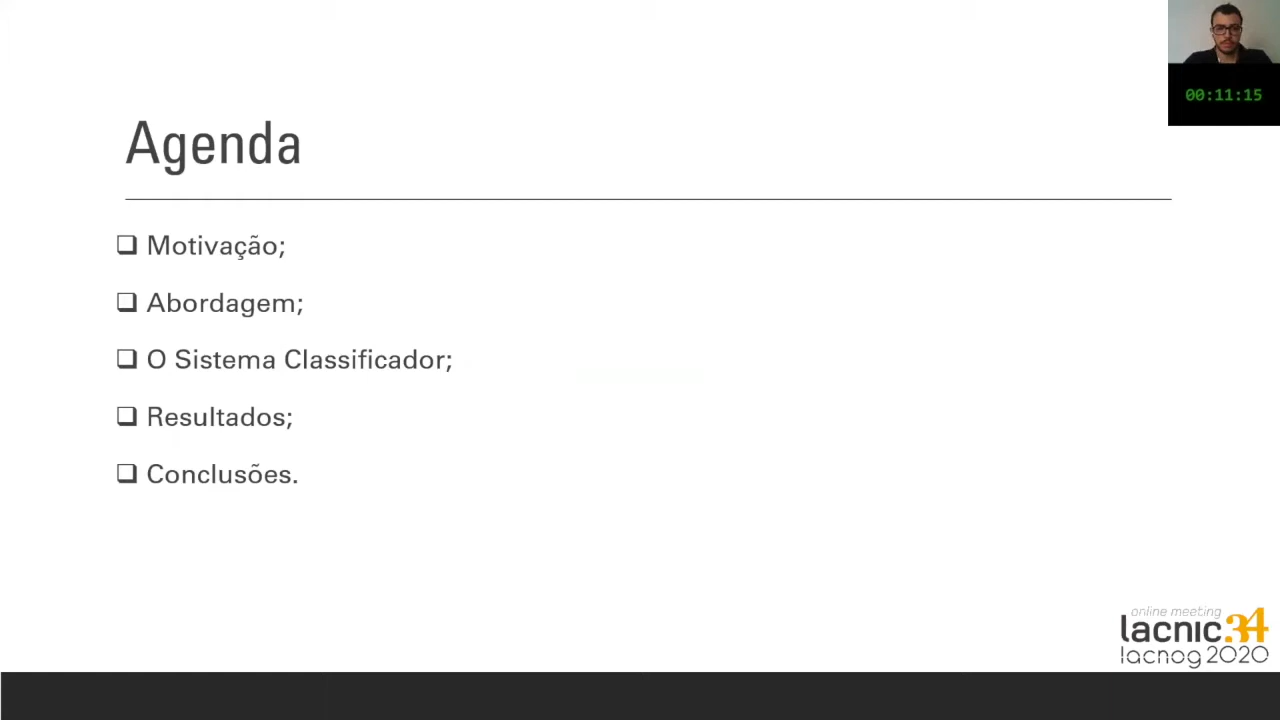 00:11:15
Agenda
Motivação;
Abordagem;
O Sistema Classificador;
Resultados;
Conclusões.
online meeting
lacnic.34
lacnog 2020